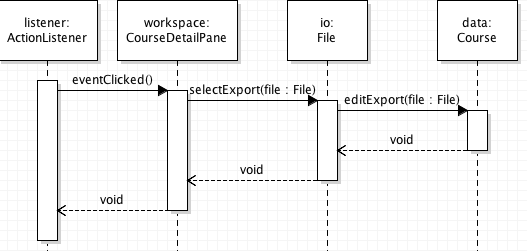 listener:
ActionListener
workspace:
CourseDetailPane
io:
File
data:
Course
eventClicked()
selectExport(file : File)
editExport(file : File)
void
void
void